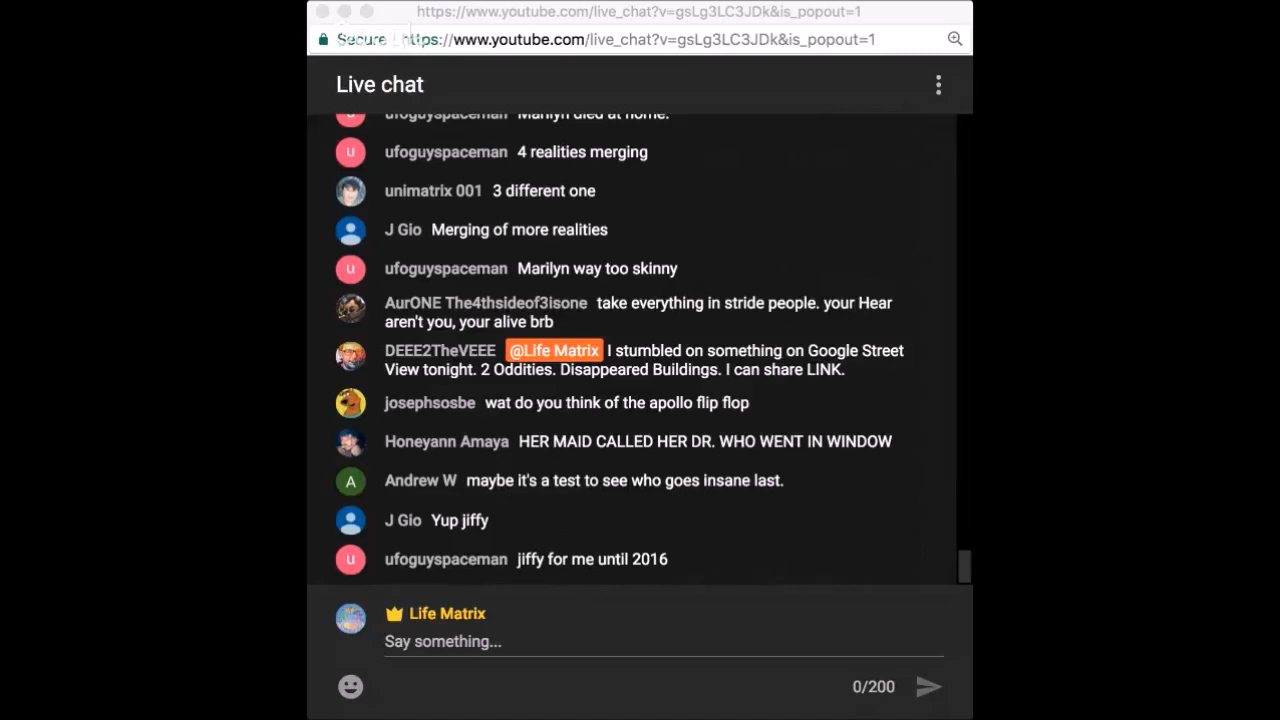 https://www.youtube.com/live_chat?v=gsLg3LC3JDk&is_popout=1
Secure https://www.youtube.com/live_chat?v=gsLg3LC3JDk&is_popout=1
Live chat
u ufoguyspaceman Marilyn died at home.
u ufoguyspaceman 4 realities merging
unimatrix 001 3 different one
J Gio Merging of more realities
u ufoguyspaceman Marilyn way too skinny
AurONE The4thsideof3isone take everything in stride people. your Hear
aren't you, your alive brb
DEEE2TheVEEE @Life Matrix I stumbled on something on Google Street
View tonight. 2 Oddities. Disappeared Buildings. I can share LINK.
josephsosbe wat do you think of the apollo flip flop
Honeyann Amaya HER MAID CALLED HER DR. WHO WENT IN WINDOW
A Andrew W maybe it's a test to see who goes insane last.
J Gio Yup jiffy
u ufoguyspaceman jiffy for me until 2016
Life Matrix
Say something...
0/200